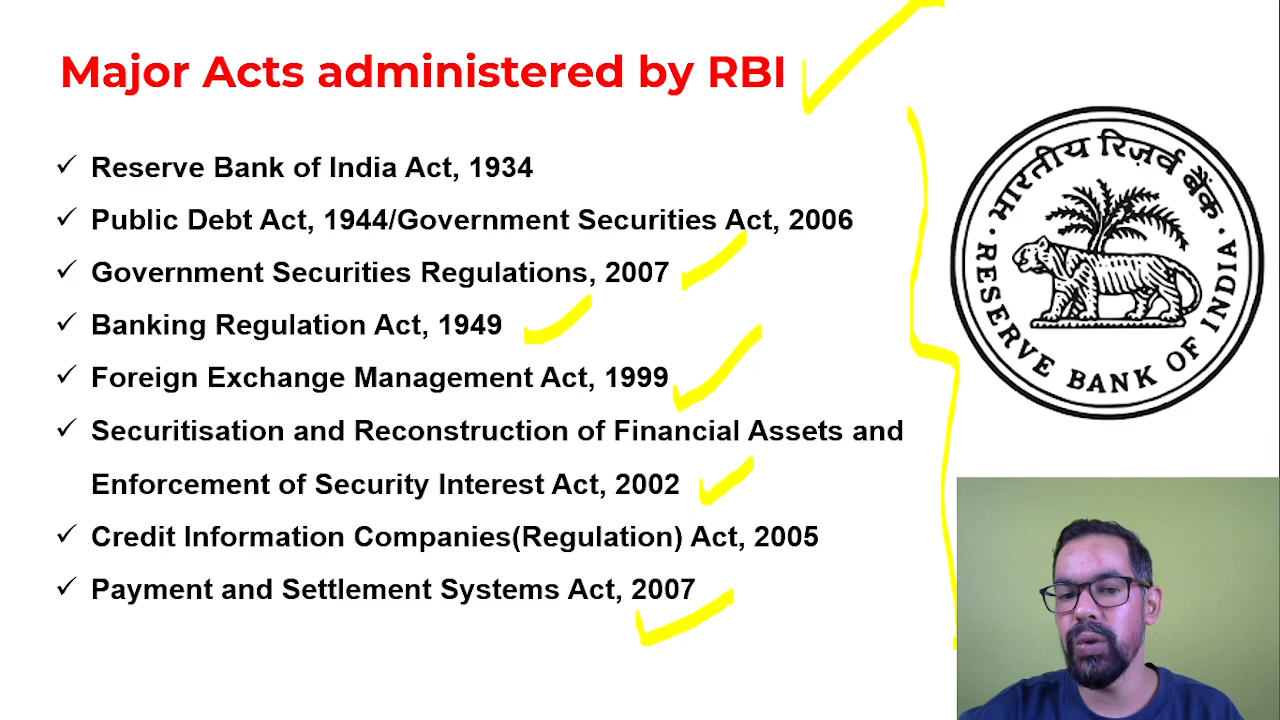 Major Acts administered by RBI
Reserve Bank of India Act, 1934
Public Debt Act, 1944/Government Securities Act, 2006
Government Securities Regulations, 2007
Banking Regulation Act, 1949
Foreign Exchange Management Act, 1999
Securitisation and Reconstruction of Financial Assets and
Enforcement of Security Interest Act, 2002
Credit Information Companies(Regulation) Act, 2005
Payment and Settlement Systems Act, 2007
भारतीय रिज़र्व बैंक
RESERVE BANK OF INDIA